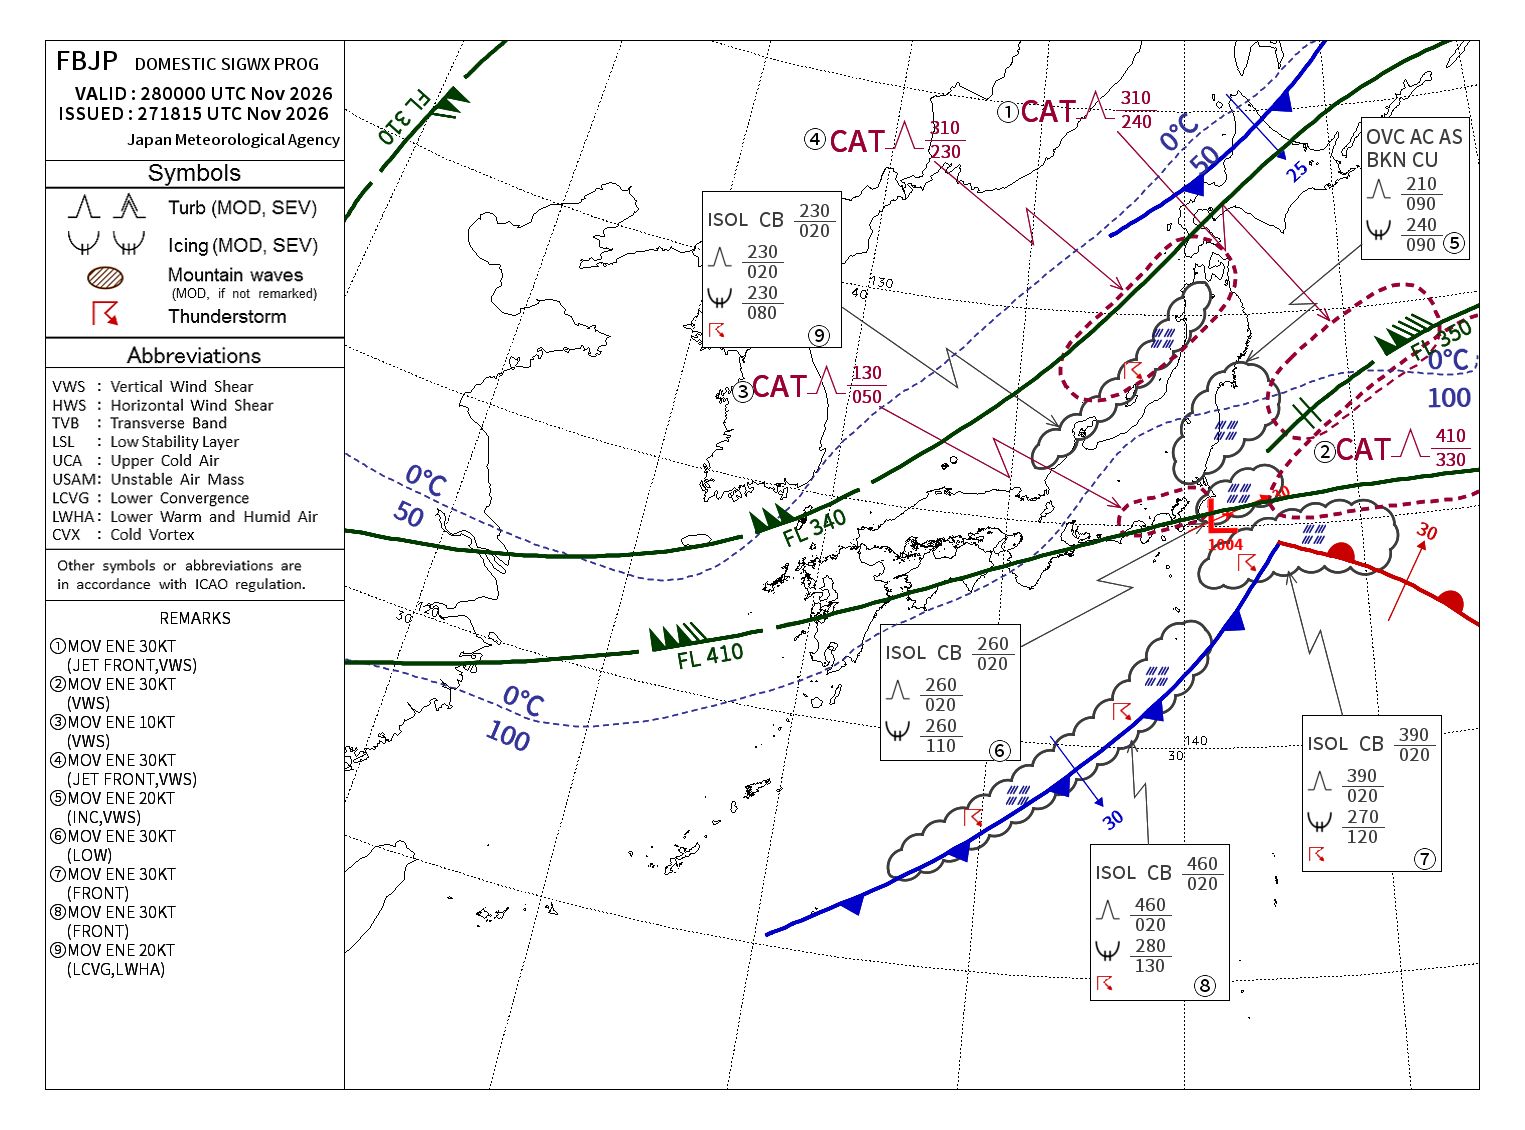 FBJP DOMESTIC SIGWX PROG
VALID : 280000 UTC Nov 2026
ISSUED : 271815 UTC Nov 2026
Japan Meteorological Agency
Symbols
Turb (MOD, SEV)
Icing (MOD, SEV)
Mountain waves
(MOD, if not remarked)
Thunderstorm
Abbreviations
VWS : Vertical Wind Shear
HWS : Horizontal Wind Shear
TVB : Transverse Band
LSL : Low Stability Layer
UCA : Upper Cold Air
USAM: Unstable Air Mass
LCVG : Lower Convergence
LWHA: Lower Warm and Humid Air
CVX : Cold Vortex
Other symbols or abbreviations are
in accordance with ICAO regulation.
REMARKS
①MOV ENE 30KT
(JET FRONT,VWS)
②MOV ENE 30KT
(VWS)
③MOV ENE 10KT
(VWS)
④MOV ENE 30KT
(JET FRONT,VWS)
⑤MOV ENE 20KT
(INC,VWS)
⑥MOV ENE 30KT
(LOW)
⑦MOV ENE 30KT
(FRONT)
⑧MOV ENE 30KT
(FRONT)
⑨MOV ENE 20KT
(LCVG,LWHA)
FL 310
④CAT 310
230
①CAT 310
240
0°C
50
25
OVC AC AS
BKN CU
210
090
240
090 ⑤
ISOL CB 230
020
230
020
230
080
⑨
40
130
③CAT 130
050
FL 350
0°C
100
②CAT 410
330
0°C
50
FL 340
L
1004
30
30
120
FL 410
0°C
100
ISOL CB 260
020
260
020
260
110 ⑥
140
30
30
ISOL CB 390
020
390
020
270
120
⑦
ISOL CB 460
020
460
020
280
130
⑧